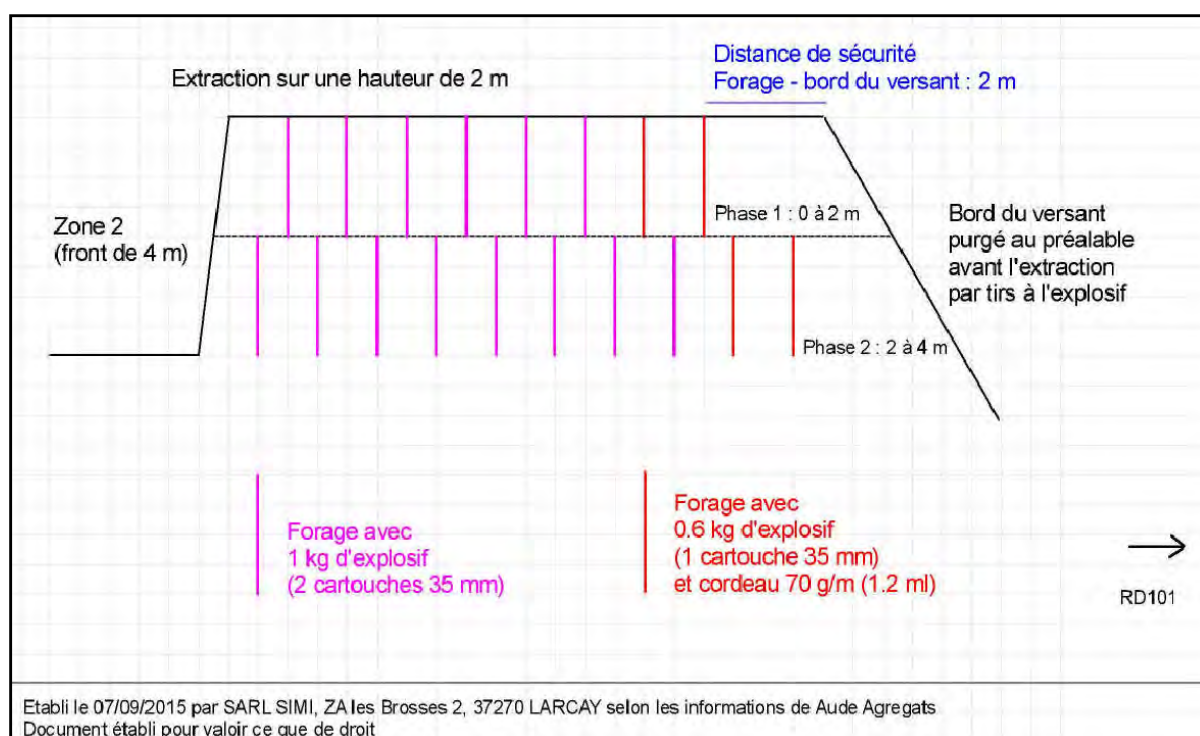 Extraction sur une hauteur de 2 m
Distance de sécurité
Forage - bord du versant : 2 m
Zone 2
(front de 4 m)
Phase 1 : 0 à 2 m
Bord du versant
purgé au préalable
avant l'extraction
par tirs à l'explosif
Phase 2 : 2 à 4 m
Forage avec
1 kg d'explosif
(2 cartouches 35 mm)
Forage avec
0.6 kg d'explosif
(1 cartouche 35 mm)
et cordeau 70 g/m (1.2 ml)
RD101
Etabli le 07/09/2015 par SARL SIMI, ZA les Brosses 2, 37270 LARCAY selon les informations de Aude Agregats
Document établi pour valoir ce que de droit